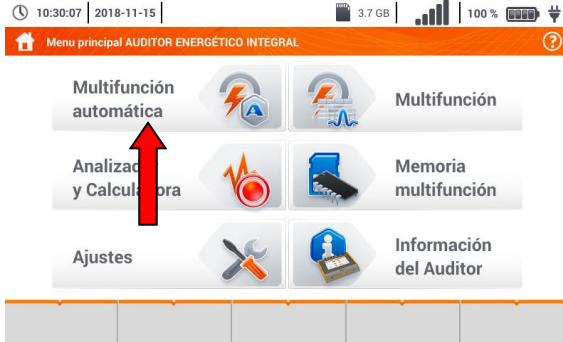 10:30:07 2018-11-15 3.7 GB 100 %
Menu principal AUDITOR ENERGÉTICO INTEGRAL ?
Multifunción
automática
A
Multifunción
y Calculadora
Memoria
multifunción
Ajustes
Información
del Auditor